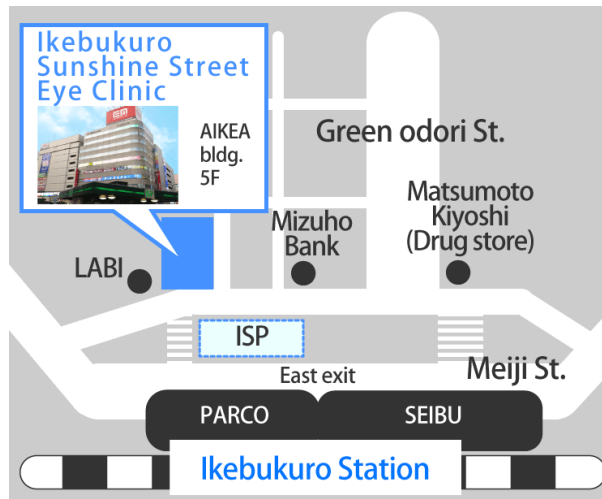 Ikebukuro
Sunshine Street
Eye Clinic
AIKEA
bldg.
5F
Green odori St.
Matsumoto
Kiyoshi
(Drug store)
Mizuho
Bank
LABI
ISP
Meiji St.
East exit
PARCO
SEIBU
Ikebukuro Station